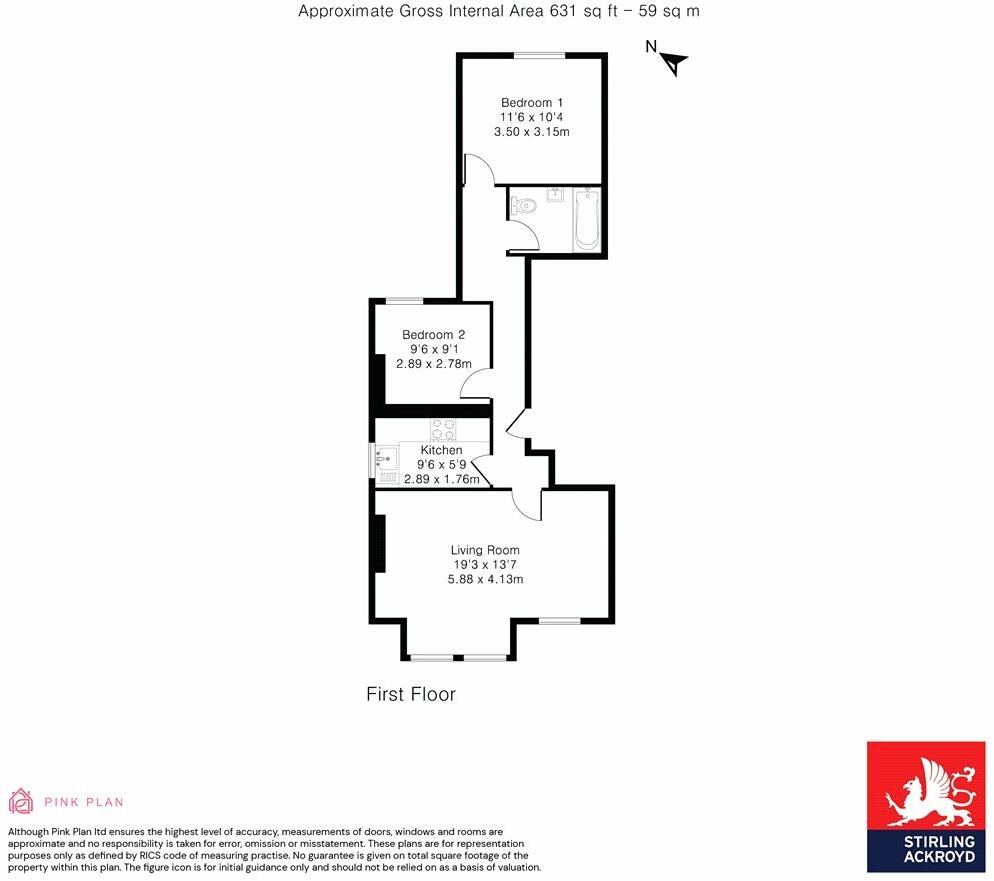 Approximate Gross Internal Area 631 sq ft - 59 sq m
N
Bedroom 1
11'6 x 10'4
3.50 x 3.15m
Bedroom 2
9'6 x 9'1
2.89 x 2.78m
Kitchen
9'6 x 5'9
2.89 x 1.76m
Living Room
19'3 x 13'7
5.88 x 4.13m
First Floor
PINK PLAN
Although Pink Plan ltd ensures the highest level of accuracy, measurements of doors, windows and rooms are
approximate and no responsibility is taken for error, omission or misstatement. These plans are for representation
purposes only as defined by RICS code of measuring practise. No guarantee is given on total square footage of the
property within this plan. The figure icon is for initial guidance only and should not be relied on as a basis of valuation.
STIRLING
ACKROYD